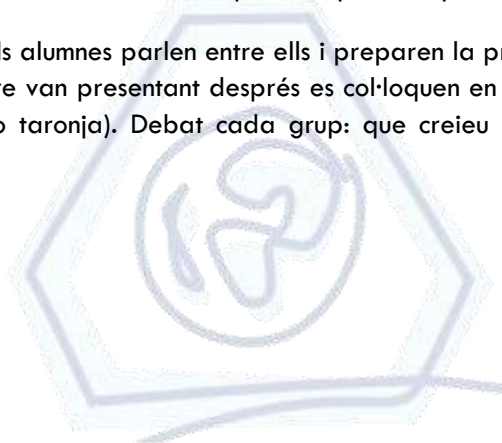 ls alumnes parlen entre ells i preparen la pr
te van presentant després es col·loquen en
o taronja). Debat cada grup: que creieu